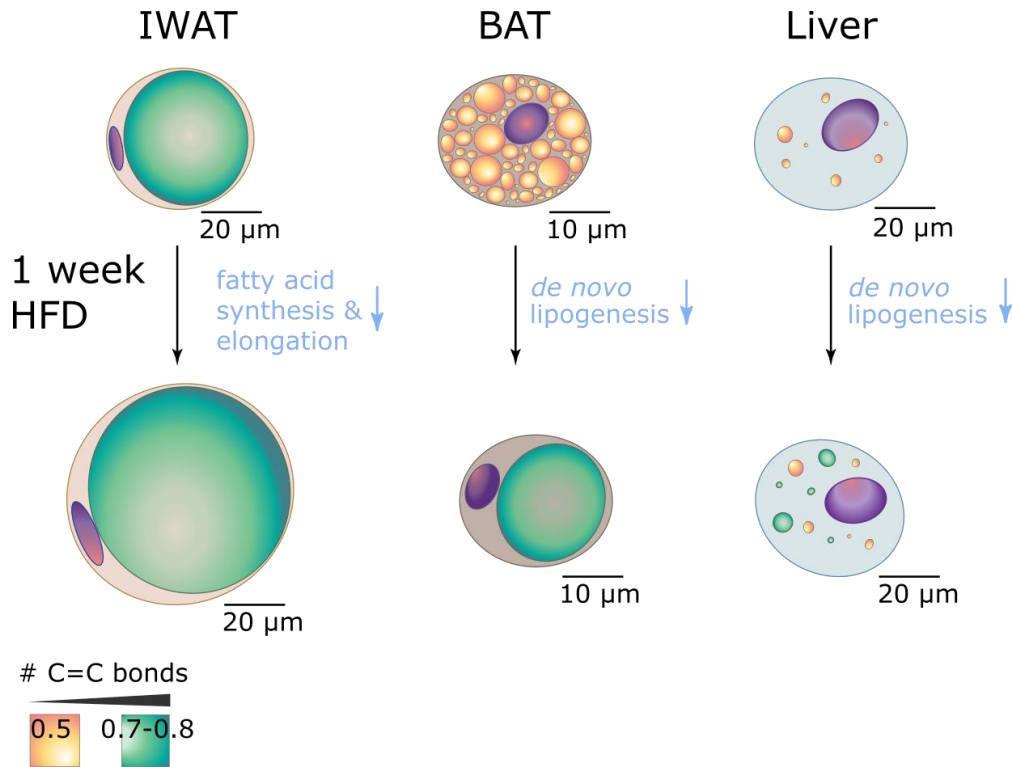 IWAT
BAT
Liver
20 µm
10 µm
20 µm
1 week
HFD
fatty acid
synthesis &
elongation
de novo
lipogenesis
de novo
lipogenesis
20 µm
10 µm
20 µm
# C=C bonds
0.5
0.7-0.8